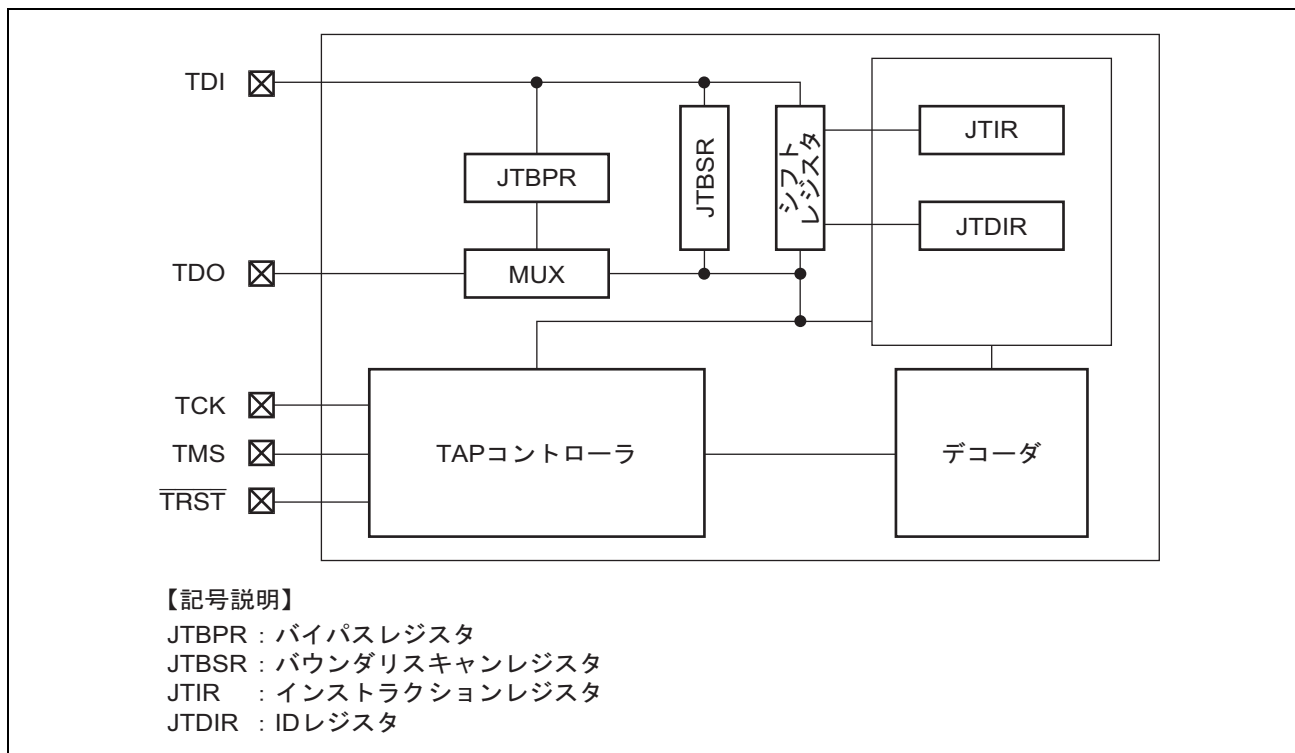 TDI
JTBPR
JTBSR
シフト
レジスタ
JTIR
JTDIR
TDO
MUX
TCK
TMS
TRST
TAPコントローラ
デコーダ
【記号説明】
JTBPR : バイパスレジスタ
JTBSR : バウンダリスキャンレジスタ
JTIR : インストラクションレジスタ
JTDIR : IDレジスタ